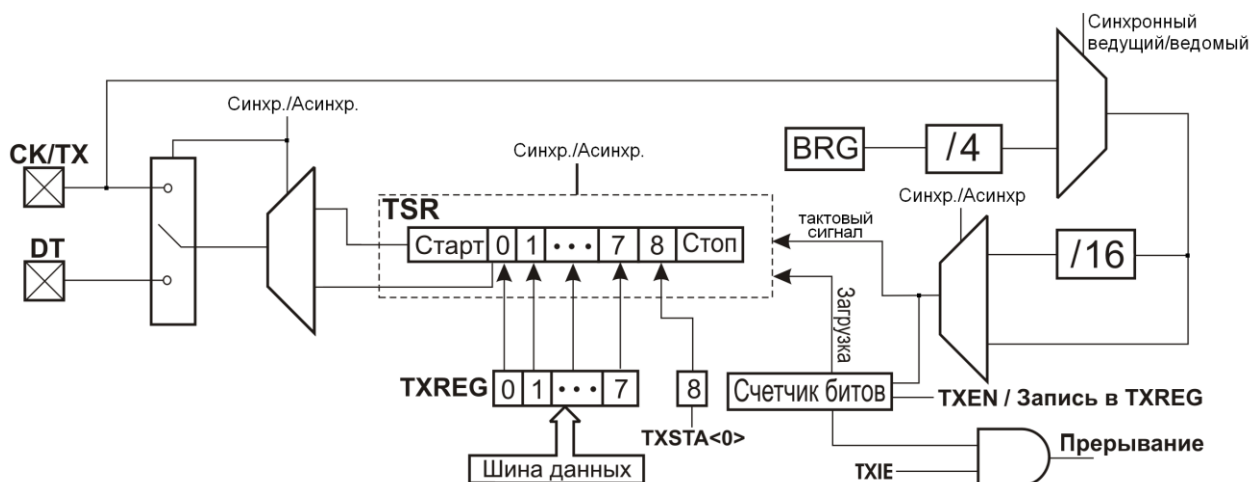 Синхронный
ведущий/ведомый
Синхр./Асинхр.
CK/TX
Синхр./Асинхр.
BRG
/4
Синхр./Асинхр
TSR
тактовый
сигнал
DT
Старт 0 1 ••• 7 8 Стоп
/16
Загрузка
TXREG 0 1 ••• 7
8
Счетчик битов
TXEN / Запись в TXREG
TXSTA<0>
Прерывание
Шина данных
TXIE